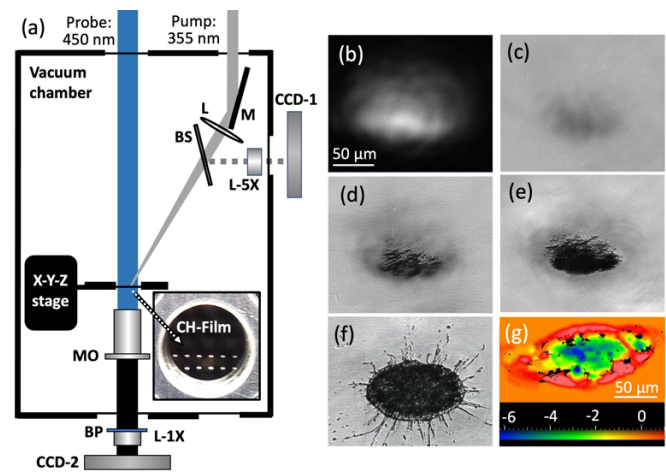 (a)
Probe:
450 nm
Pump:
355 nm
Vacuum
chamber
L
M
BS
CCD-1
L-5X
X-Y-Z
stage
CH-Film
MO
BP
L-1X
CCD-2
(b)
50 µm
(c)
(d)
(e)
(f)
(g)
50 µm
-6 -4 -2 0